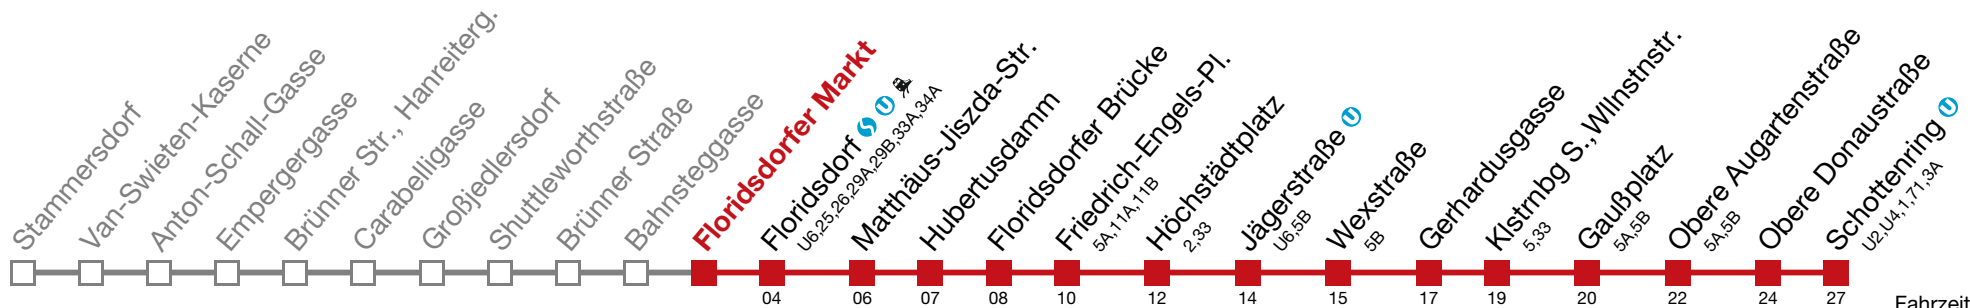 Stammersdorf
Van-Swieten-Kaserne
Anton-Schall-Gasse
Empergergasse
Brünner Str., Hanreiterg.
Carabelligasse
Großjedlersdorf
Shuttleworthstraße
Brünner Straße
Bahnsteggasse
Floridsdorfer Markt
Floridsdorf
U6,25,26,29A,29B,33A,34A
Matthäus-Jiszda-Str.
Hubertusdamm
Floridsdorfer Brücke
Friedrich-Engels-Pl.
5A,11A,11B
Höchstädtplatz
2,33
Jägerstraße U
U6,5B
Wexstraße
5B
Gerhardusgasse
Klstrnbg S., Wllnstnstr.
5,33
Gaußplatz
5A,5B
Obere Augartenstraße
5A,5B
Obere Donaustraße
Schottenring U
U2,U4,1,71,3A
04 06 07 08 10 12 14 15 17 19 20 22 24 27 Fahrzeit